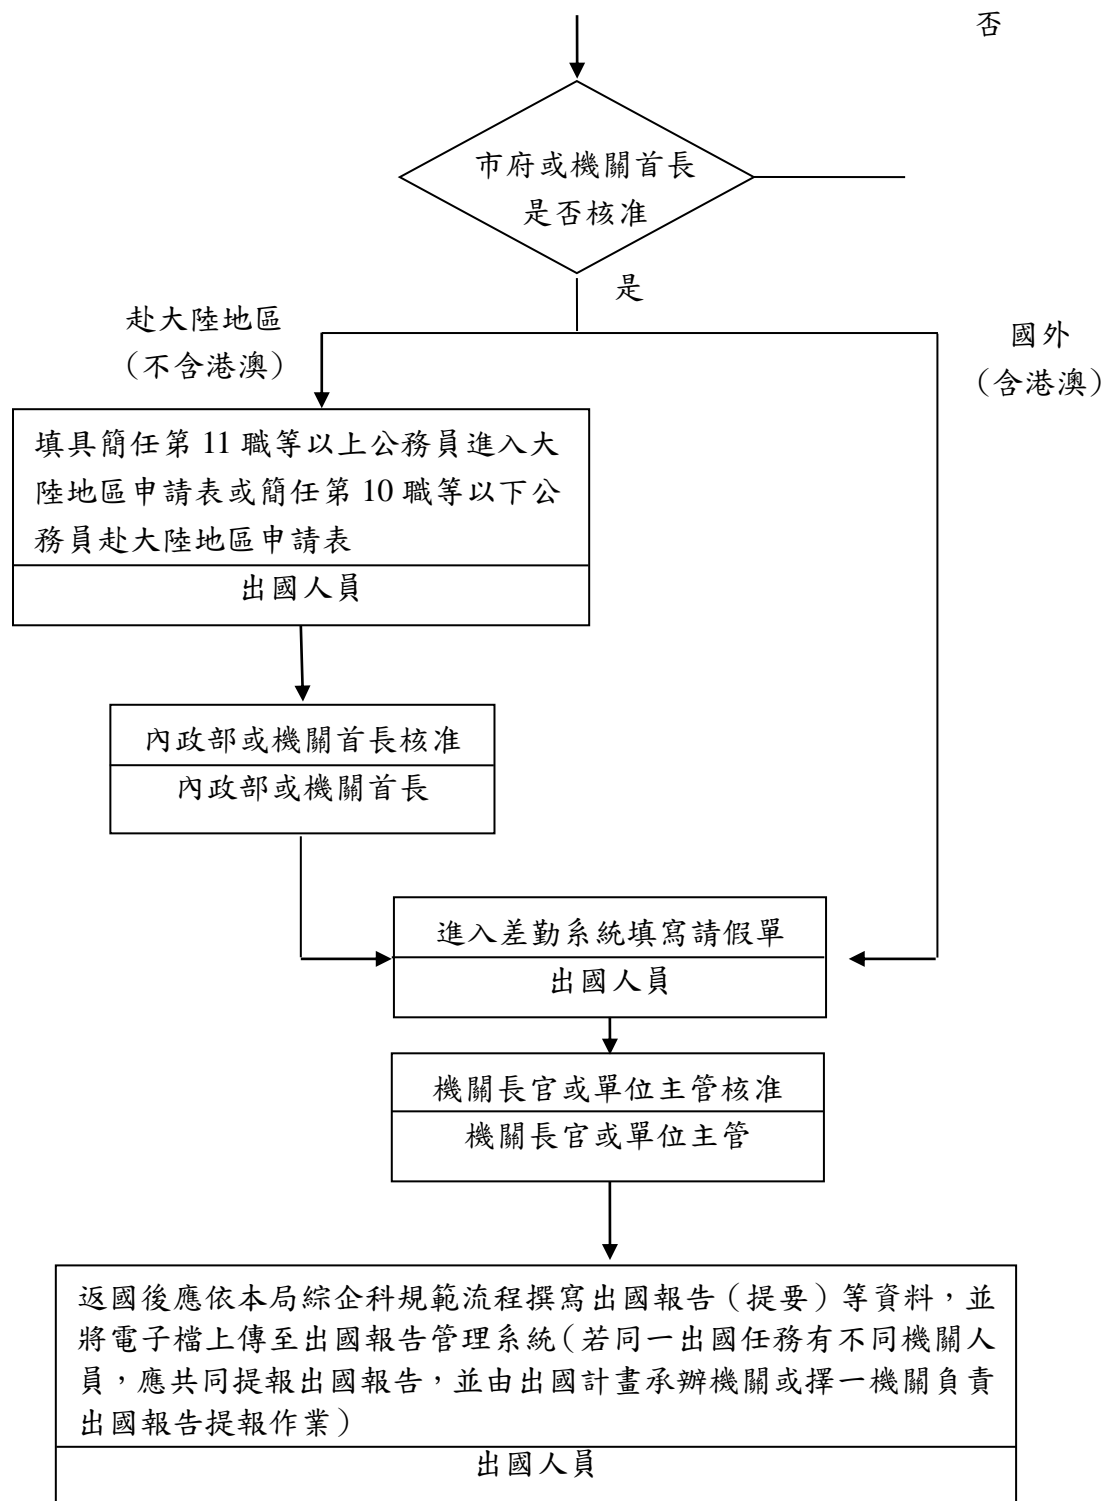 否
市府或機關首長
是否核准
是
赴大陸地區
（不含港澳）
國外
（含港澳）
填具簡任第 11 職等以上公務員進入大
陸地區申請表或簡任第 10 職等以下公
務員赴大陸地區申請表
出國人員
內政部或機關首長核准
內政部或機關首長
進入差勤系統填寫請假單
出國人員
機關長官或單位主管核准
機關長官或單位主管
返國後應依本局綜企科規範流程撰寫出國報告（提要）等資料，並
將電子檔上傳至出國報告管理系統（若同一出國任務有不同機關人
員，應共同提報出國報告，並由出國計畫承辦機關或擇一機關負責
出國報告提報作業）
出國人員